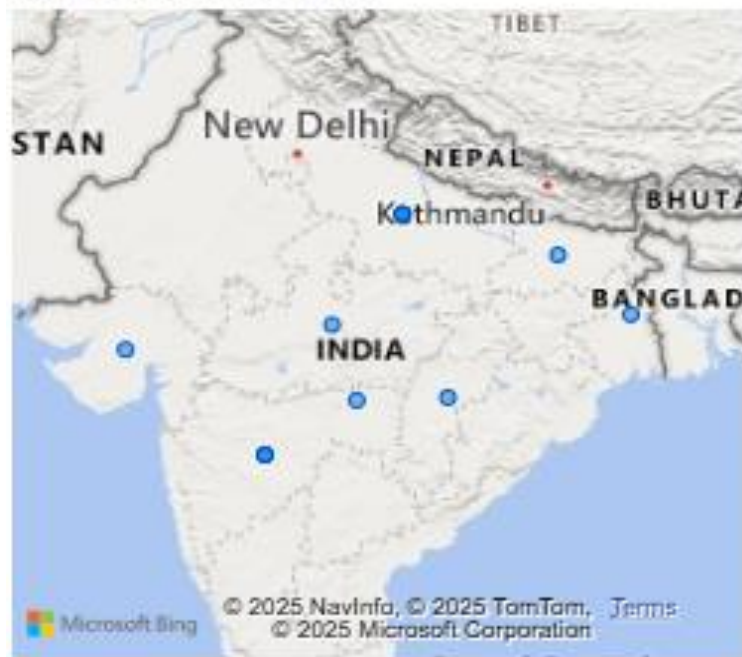 TIBET
New Delhi
STAN
NEPAL
BHUTA
Kathmandu
BANGLAD
INDIA
Microsoft Bing
© 2025 NavInfo, © 2025 TomTom, Terms
© 2025 Microsoft Corporation